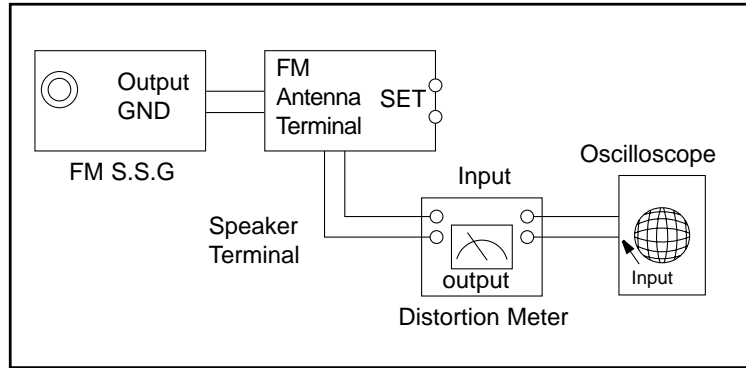 Output
GND
FM S.S.G
FM
Antenna
Terminal
SET
Speaker
Terminal
Input
output
Distortion Meter
Oscilloscope
Input